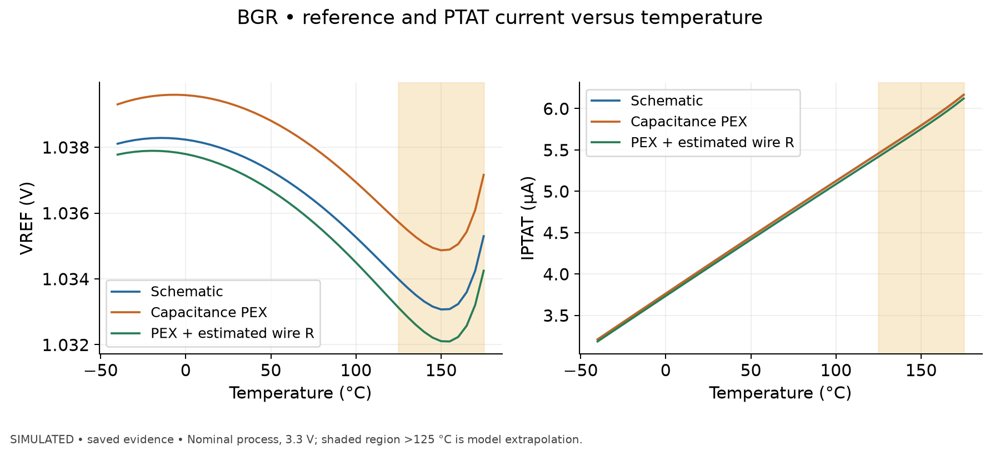 BGR • reference and PTAT current versus temperature
VREF (V)
1.038
1.036
1.034
1.032
Schematic
Capacitance PEX
PEX + estimated wire R
−50
0
50
100
150
Temperature (°C)
IPTAT (µA)
6.0
5.5
5.0
4.5
4.0
3.5
Schematic
Capacitance PEX
PEX + estimated wire R
−50
0
50
100
150
Temperature (°C)
SIMULATED • saved evidence • Nominal process, 3.3 V; shaded region >125 °C is model extrapolation.